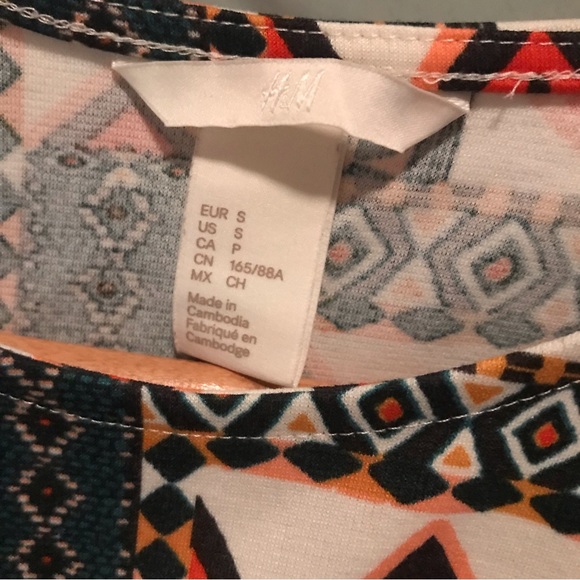 H&M
EUR S
US S
CA P
CN 165/88A
MX CH
Made in
Cambodia
Fabriqué en
Cambodge